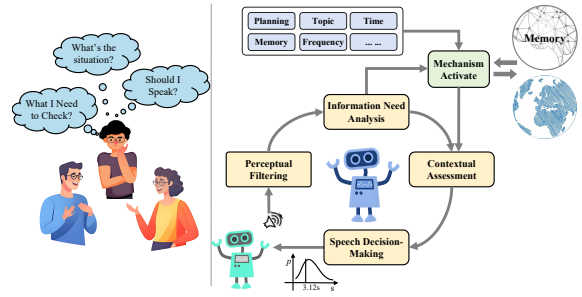 What's the
situation?
Should I
Speak?
What I Need
to Check?
Planning
Topic
Time
Memory
Frequency
... ...
Mechanism
Activate
Memory
Information Need
Analysis
Perceptual
Filtering
Contextual
Assessment
Speech Decision-
Making
p
3.12s
s